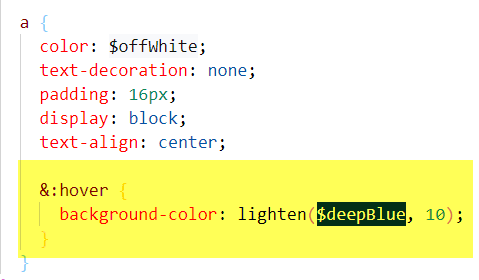 a {
color: $offWhite;
text-decoration: none;
padding: 16px;
display: block;
text-align: center;
&:hover {
background-color: lighten($deepBlue, 10);
}
}